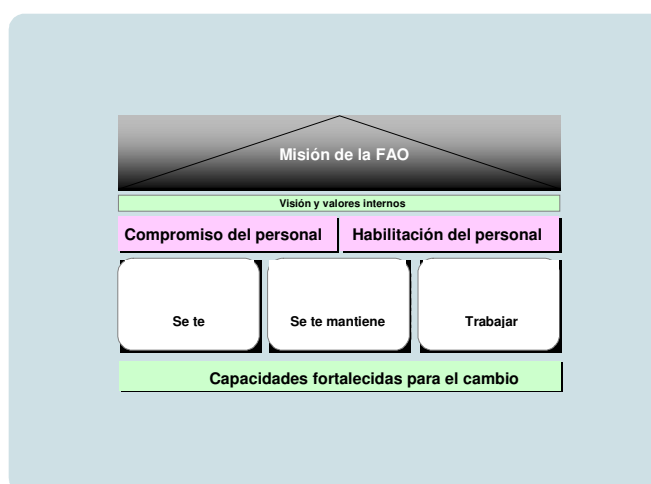 Misión de la FAO
Visión y valores internos
Compromiso del personal
Habilitación del personal
Se te
Se te mantiene
Trabajar
Capacidades fortalecidas para el cambio